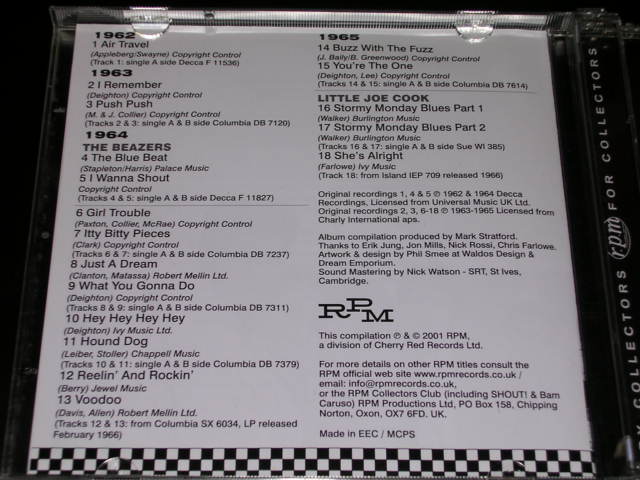 1962
1 Air Travel
(Appleberg/Swayne) Copyright Control
(Track 1: single A side Decca F 11536)
1963
2 I Remember
(Deighton) Copyright Control
3 Push Push
(M. & J. Collier) Copyright Control
(Tracks 2 & 3: single A & B side Columbia DB 7120)
1964
THE BEAZERS
4 The Blue Beat
(Stapleton/Harris) Palace Music
5 I Wanna Shout
Copyright Control
(Tracks 4 & 5: single A & B side Decca F 11827)
6 Girl Trouble
(Paxton, Collier, McRae) Copyright Control
7 Itty Bitty Pieces
(Clark) Copyright Control
(Tracks 6 & 7: single A & B side Columbia DB 7237)
8 Just A Dream
(Clanton, Matassa) Robert Mellin Ltd.
9 What You Gonna Do
(Deighton) Copyright Control
(Tracks 8 & 9: single A & B side Columbia DB 7311)
10 Hey Hey Hey Hey
(Deighton) Ivy Music Ltd.
11 Hound Dog
(Leiber, Stoller) Chappell Music
(Tracks 10 & 11: single A & B side Columbia DB 7379)
12 Reelin' And Rockin'
(Berry) Jewel Music
13 Voodoo
(Davis, Allen) Robert Mellin Ltd.
(Tracks 12 & 13: from Columbia SX 6034, LP released
February 1966)
1965
14 Buzz With The Fuzz
(J. Baily/B. Greenwood) Copyright Control
15 You're The One
(Deighton, Lee) Copyright Control
(Tracks 14 & 15: single A & B side Columbia DB 7614)
LITTLE JOE COOK
16 Stormy Monday Blues Part 1
(Walker) Burlington Music
17 Stormy Monday Blues Part 2
(Walker) Burlington Music
(Tracks 16 & 17: single A & B side Sue WI 385)
18 She's Alright
(Farlowe) Ivy Music
(Track 18: from Island IEP 709 released 1966)
Original recordings 1, 4 & 5 ℗ 1962 & 1964 Decca
Recordings, Licensed from Universal Music UK Ltd.
Original recordings 2, 3, 6-18 ℗ 1963-1965 Licensed from
Charly International aps.
Album compilation produced by Mark Stratford.
Thanks to Erik Jung, Jon Mills, Nick Rossi, Chris Farlowe.
Artwork & design by Phil Smee at Waldos Design &
Dream Emporium.
Sound Mastering by Nick Watson - SRT, St Ives,
Cambridge.
RPM
This compilation ℗ & © 2001 RPM,
a division of Cherry Red Records Ltd.
For more details on other RPM titles consult the
RPM official web site www.rpmrecords.co.uk /
email: info@rpmrecords.co.uk,
or the RPM Collectors Club (including SHOUT! & Bam
Caruso) RPM Productions Ltd, PO Box 158, Chipping
Norton, Oxon, OX7 6FD. UK.
Made in EEC / MCPS
COLLECTORS rpm FOR COLLECTORS